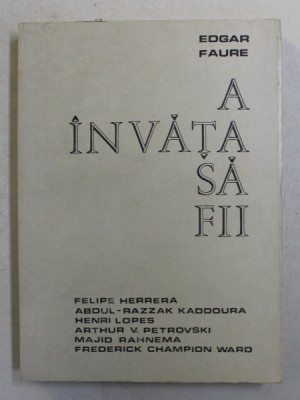 EDGAR
FAURE
A
ÎNVĂȚA
SĂ
FII
FELIPE HERRERA
ABDUL-RAZZAK KADDOURA
HENRI LOPES
ARTHUR V. PETROVSKI
MAJID RAHNEMA
FREDERICK CHAMPION WARD